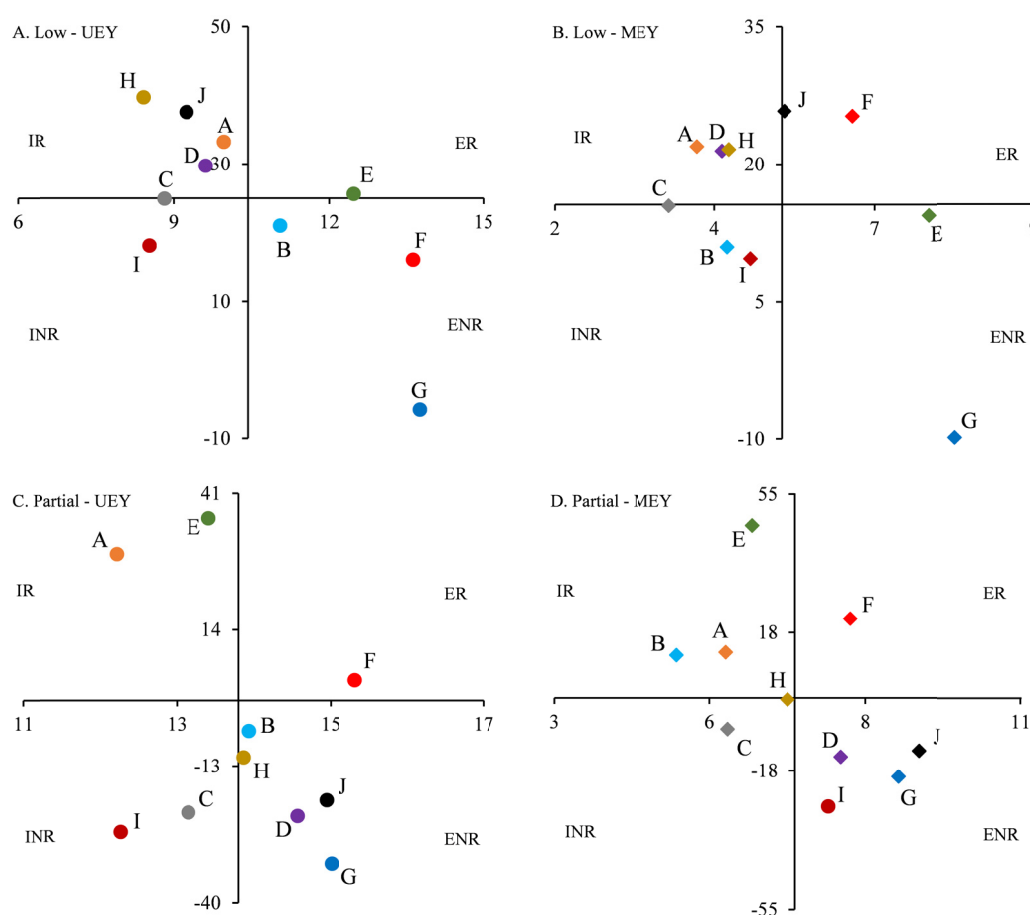 A. Low - UEY
50
H
J
A
IR
ER
D
30
C
E
6
9
12
15
B
F
I
10
INR
ENR
G
-10
B. Low - MEY
35
J
F
IR
A
D
H
20
ER
C
2
4
7
9
E
B
I
5
INR
ENR
G
-10
C. Partial - UEY
41
E
A
IR
ER
14
F
11
13
15
17
B
H
-13
J
C
I
D
INR
ENR
G
-40
D. Partial - MEY
55
E
IR
ER
F
18
B
A
H
3
6
8
11
C
D
J
-18
I
G
INR
ENR
-55